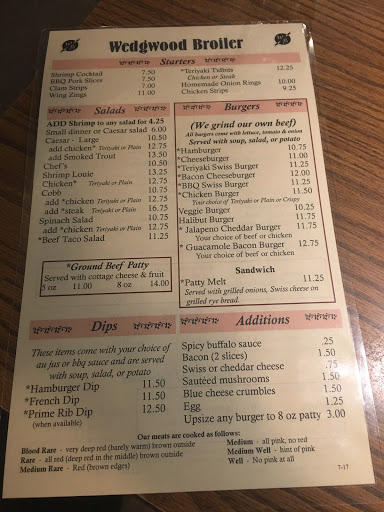 Wedgwood Broiler
Starters
Shrimp Cocktail 7.50
BBQ Pork Slices 7.50
Clam Strips 7.00
Wing Zings 11.00
*Teriyaki Tidbits 12.25
Chicken or Steak
Homemade Onion Rings 10.00
Chicken Strips 9.25
Salads
ADD Shrimp to any salad for 4.25
Small dinner or Caesar salad 6.00
Caesar - Large 10.50
add chicken* Teriyaki or Plain 12.75
add Smoked Trout 13.50
Chef's 10.50
Shrimp Louie 13.25
Chicken* Teriyaki or Plain 12.75
Cobb 10.75
add *chicken Teriyaki or Plain 12.75
add *steak Teriyaki or Plain 16.75
Spinach Salad 10.75
add *chicken Teriyaki or Plain 12.75
*Beef Taco Salad 11.25
*Ground Beef Patty
Served with cottage cheese & fruit
5 oz 11.00 8 oz 14.00
Burgers
(We grind our own beef)
All burgers come with lettuce, tomato & onion
Served with soup, salad, or potato
*Hamburger 10.75
*Cheeseburger 11.00
*Teriyaki Swiss Burger 11.25
*Bacon Cheeseburger 12.00
*BBQ Swiss Burger 11.25
*Chicken Burger 11.50
Your choice of Teriyaki or Plain or Crispy
Veggie Burger 10.25
Halibut Burger 11.75
* Jalapeño Cheddar Burger 11.75
Your choice of beef or chicken
* Guacamole Bacon Burger 12.75
Your choice of beef or chicken
Sandwich
*Patty Melt 11.25
Served with grilled onions, Swiss cheese on
grilled rye bread.
Dips
These items come with your choice of
au jus or bbq sauce and are served
with soup, salad, or potato
*Hamburger Dip 11.50
*French Dip 11.50
*Prime Rib Dip 12.50
(when available)
Additions
Spicy buffalo sauce .25
Bacon (2 slices) 1.50
Swiss or cheddar cheese .75
Sautéed mushrooms 1.50
Blue cheese crumbles 1.50
Egg 1.25
Upsize any burger to 8 oz patty 3.00
Our meats are cooked as follows:
Blood Rare - very deep red (barely warm) brown outside
Rare - all red (deep red in the middle) brown outside
Medium Rare - Red (brown edges)
Medium - all pink, no red
Medium Well - hint of pink
Well - No pink at all
7-17